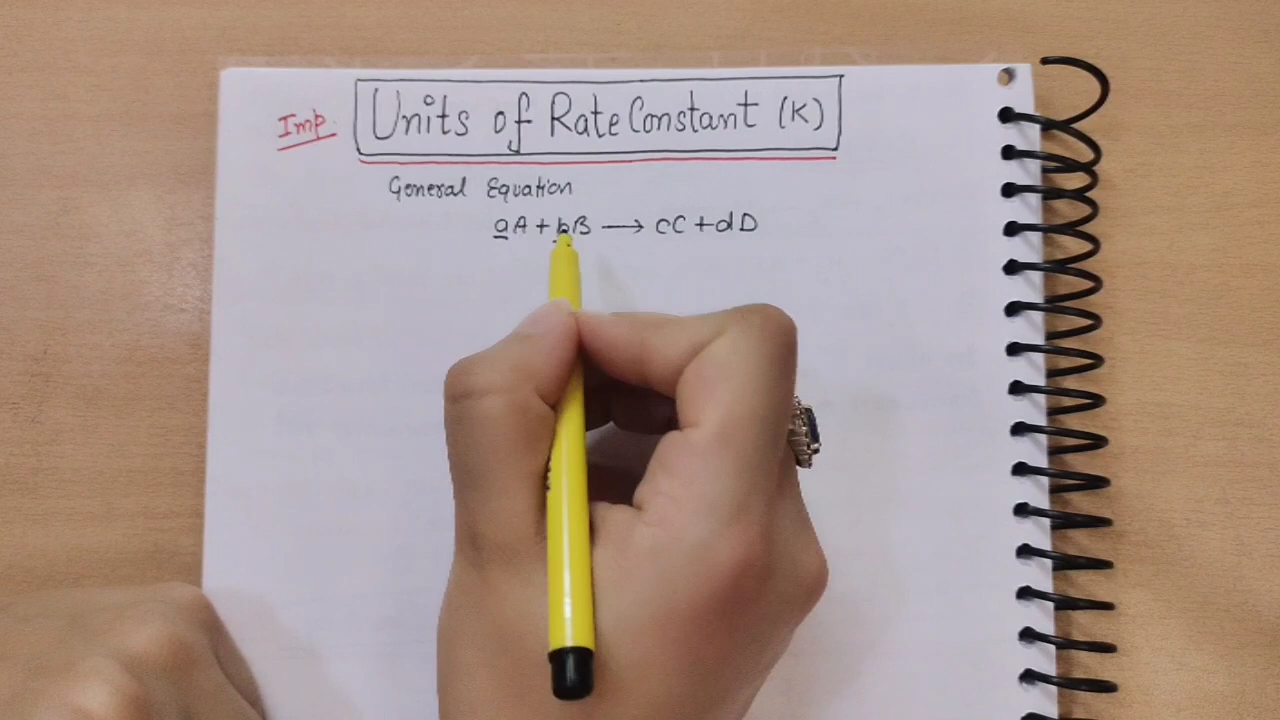 Imp. Units of Rate Constant (K)
General Equation
aA + bB → cC + dD